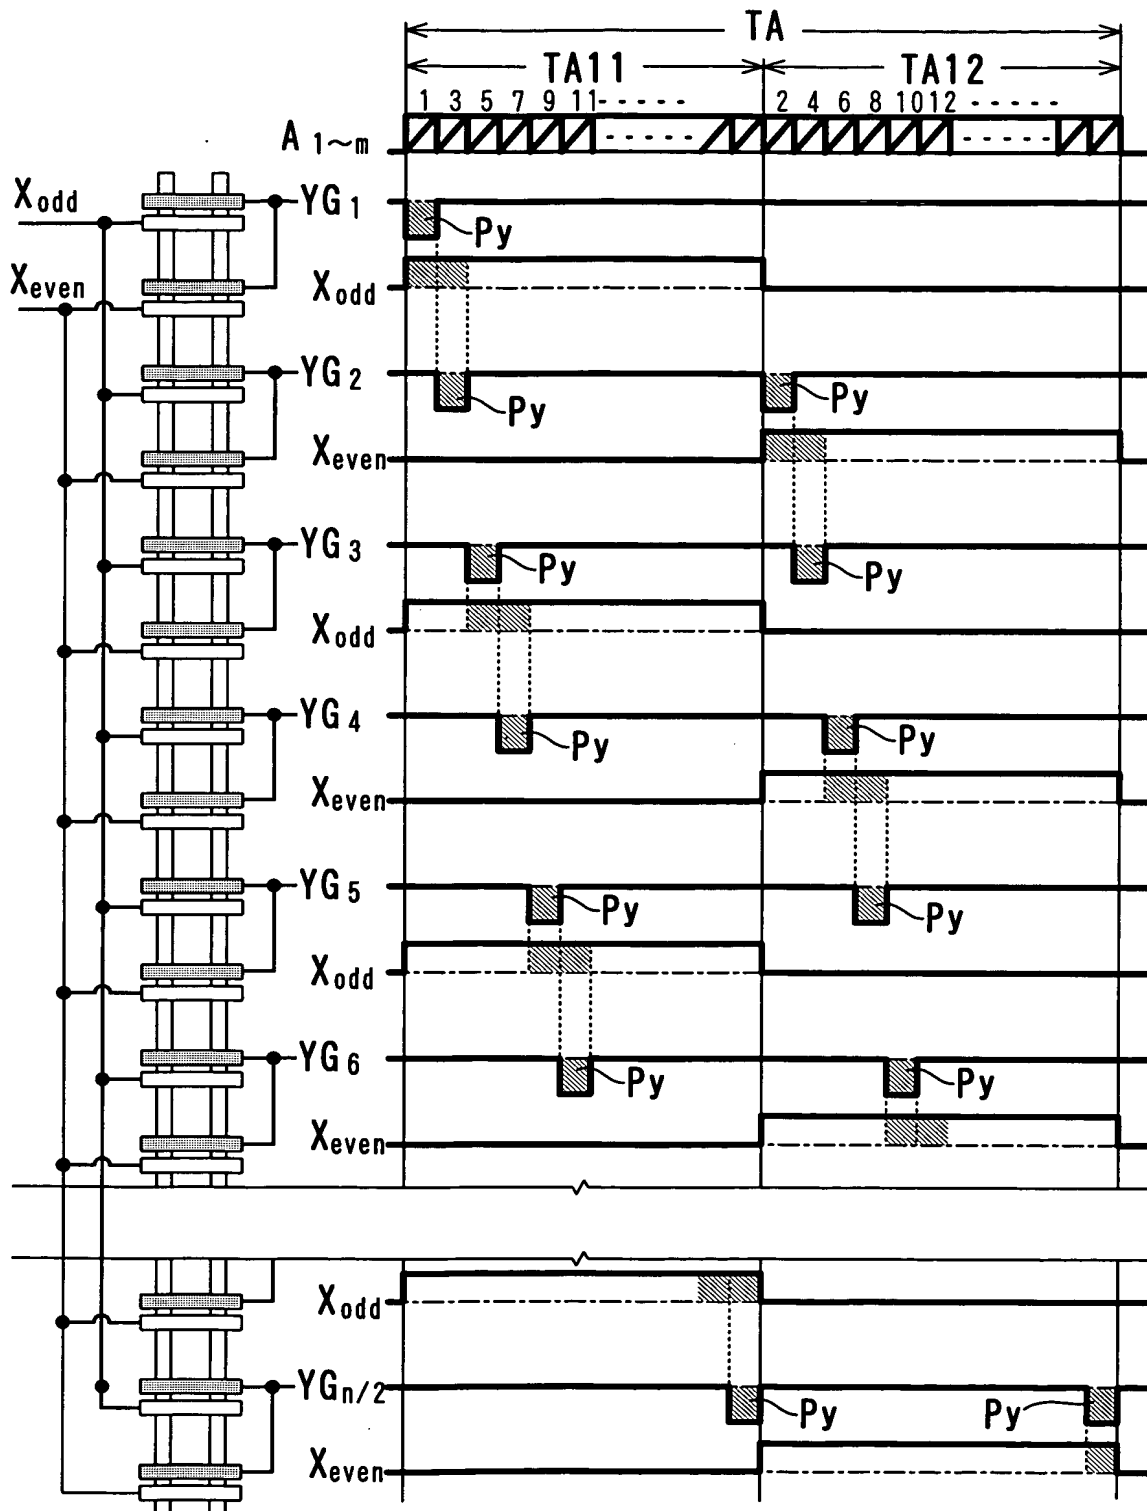 TA
TA11 TA12
1 3 5 7 9 11 ------ 2 4 6 8 10 12 ------
A 1~m ------ ------
Xodd
YG1
Py
Xeven
Xodd
YG2
Py Py
Xeven
YG3
Py Py
Xodd
YG4
Py Py
Xeven
YG5
Py Py
Xodd
YG6
Py Py
Xeven
Xodd
YGn/2
Py Py
Xeven